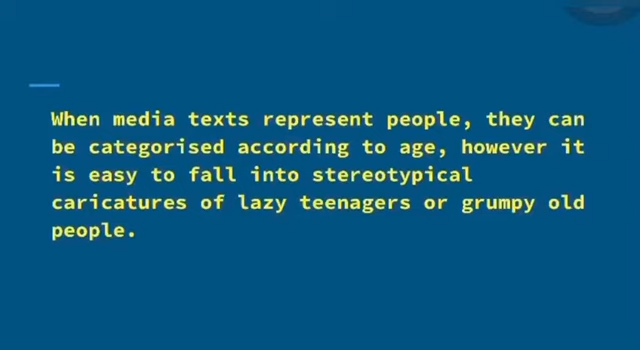 When media texts represent people, they can
be categorised according to age, however it
is easy to fall into stereotypical
caricatures of lazy teenagers or grumpy old
people.